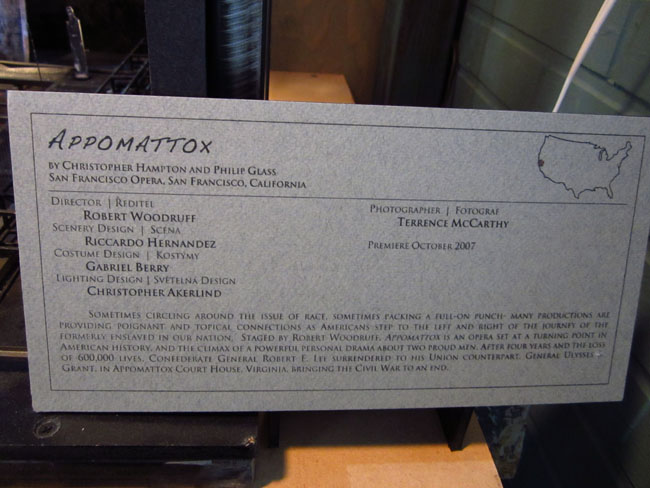 APPOMATTOX
BY CHRISTOPHER HAMPTON AND PHILIP GLASS
SAN FRANCISCO OPERA, SAN FRANCISCO, CALIFORNIA
DIRECTOR | REDITEL
ROBERT WOODRUFF
SCENERY DESIGN | SCENA
RICCARDO HERNANDEZ
COSTUME DESIGN | KOSTYMY
GABRIEL BERRY
LIGHTING DESIGN | SVETELNA DESIGN
CHRISTOPHER AKERLIND
PHOTOGRAPHER | FOTOGRAF
TERRENCE MCCARTHY
PREMIERE OCTOBER 2007
SOMETIMES CIRCLING AROUND THE ISSUE OF RACE, SOMETIMES PACKING A FULL-ON PUNCH- MANY PRODUCTIONS ARE
PROVIDING POIGNANT AND TOPICAL CONNECTIONS AS AMERICANS STEP TO THE LEFT AND RIGHT OF THE JOURNEY OF THE
FORMERLY ENSLAVED IN OUR NATION. STAGED BY ROBERT WOODRUFF, APPOMATTOX IS AN OPERA SET AT A TURNING POINT IN
AMERICAN HISTORY, AND THE CLIMAX OF A POWERFUL PERSONAL DRAMA ABOUT TWO PROUD MEN. AFTER FOUR YEARS AND THE LOSS
OF 600,000 LIVES, CONFEDERATE GENERAL ROBERT E. LEE SURRENDERED TO HIS UNION COUNTERPART, GENERAL ULYSSES S.
GRANT, IN APPOMATTOX COURT HOUSE, VIRGINIA, BRINGING THE CIVIL WAR TO AN END.